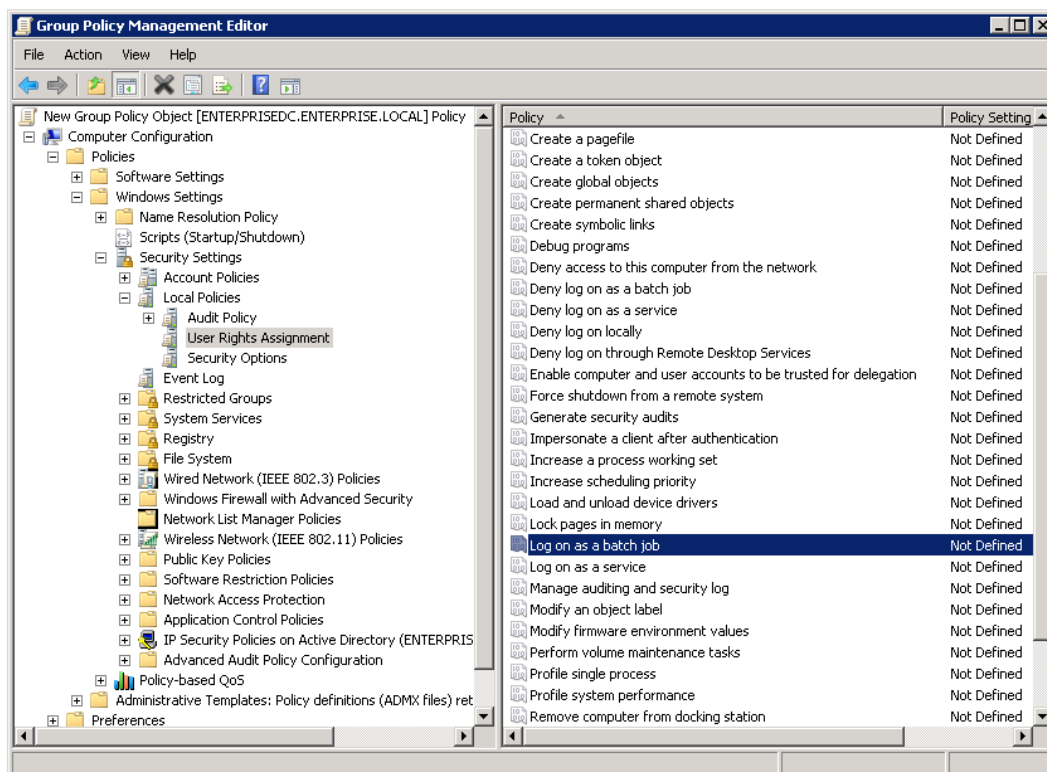 Group Policy Management Editor
File Action View Help
New Group Policy Object [ENTERPRISEDC.ENTERPRISE.LOCAL] Policy
Computer Configuration
Policies
Software Settings
Windows Settings
Name Resolution Policy
Scripts (Startup/Shutdown)
Security Settings
Account Policies
Local Policies
Audit Policy
User Rights Assignment
Security Options
Event Log
Restricted Groups
System Services
Registry
File System
Wired Network (IEEE 802.3) Policies
Windows Firewall with Advanced Security
Network List Manager Policies
Wireless Network (IEEE 802.11) Policies
Public Key Policies
Software Restriction Policies
Network Access Protection
Application Control Policies
IP Security Policies on Active Directory (ENTERPRIS
Advanced Audit Policy Configuration
Policy-based QoS
Administrative Templates: Policy definitions (ADMX files) ret
Preferences
Policy Policy Setting
Create a pagefile Not Defined
Create a token object Not Defined
Create global objects Not Defined
Create permanent shared objects Not Defined
Create symbolic links Not Defined
Debug programs Not Defined
Deny access to this computer from the network Not Defined
Deny log on as a batch job Not Defined
Deny log on as a service Not Defined
Deny log on locally Not Defined
Deny log on through Remote Desktop Services Not Defined
Enable computer and user accounts to be trusted for delegation Not Defined
Force shutdown from a remote system Not Defined
Generate security audits Not Defined
Impersonate a client after authentication Not Defined
Increase a process working set Not Defined
Increase scheduling priority Not Defined
Load and unload device drivers Not Defined
Lock pages in memory Not Defined
Log on as a batch job Not Defined
Log on as a service Not Defined
Manage auditing and security log Not Defined
Modify an object label Not Defined
Modify firmware environment values Not Defined
Perform volume maintenance tasks Not Defined
Profile single process Not Defined
Profile system performance Not Defined
Remove computer from docking station Not Defined